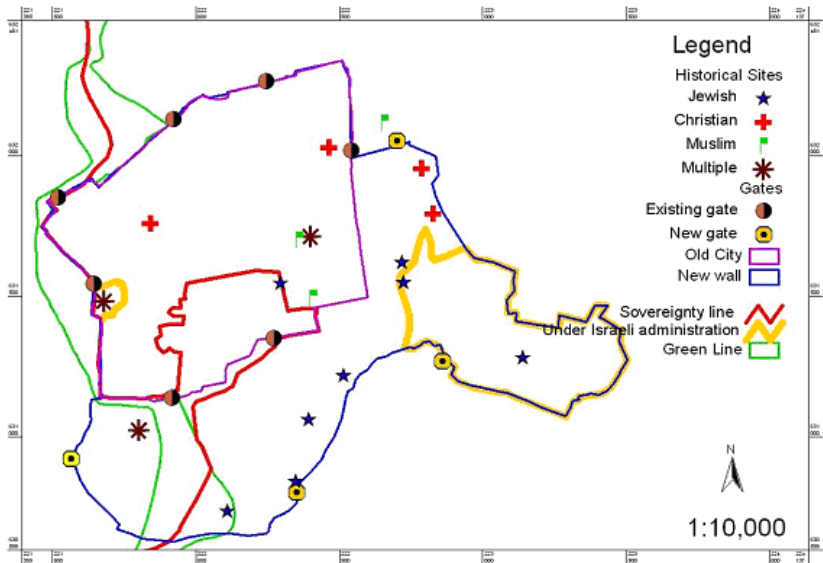 Legend
Historical Sites
Jewish
Christian
Muslim
Multiple
Gates
Existing gate
New gate
Old City
New wall
Sovereignty line
Under Israeli administration
Green Line
N
1:10,000